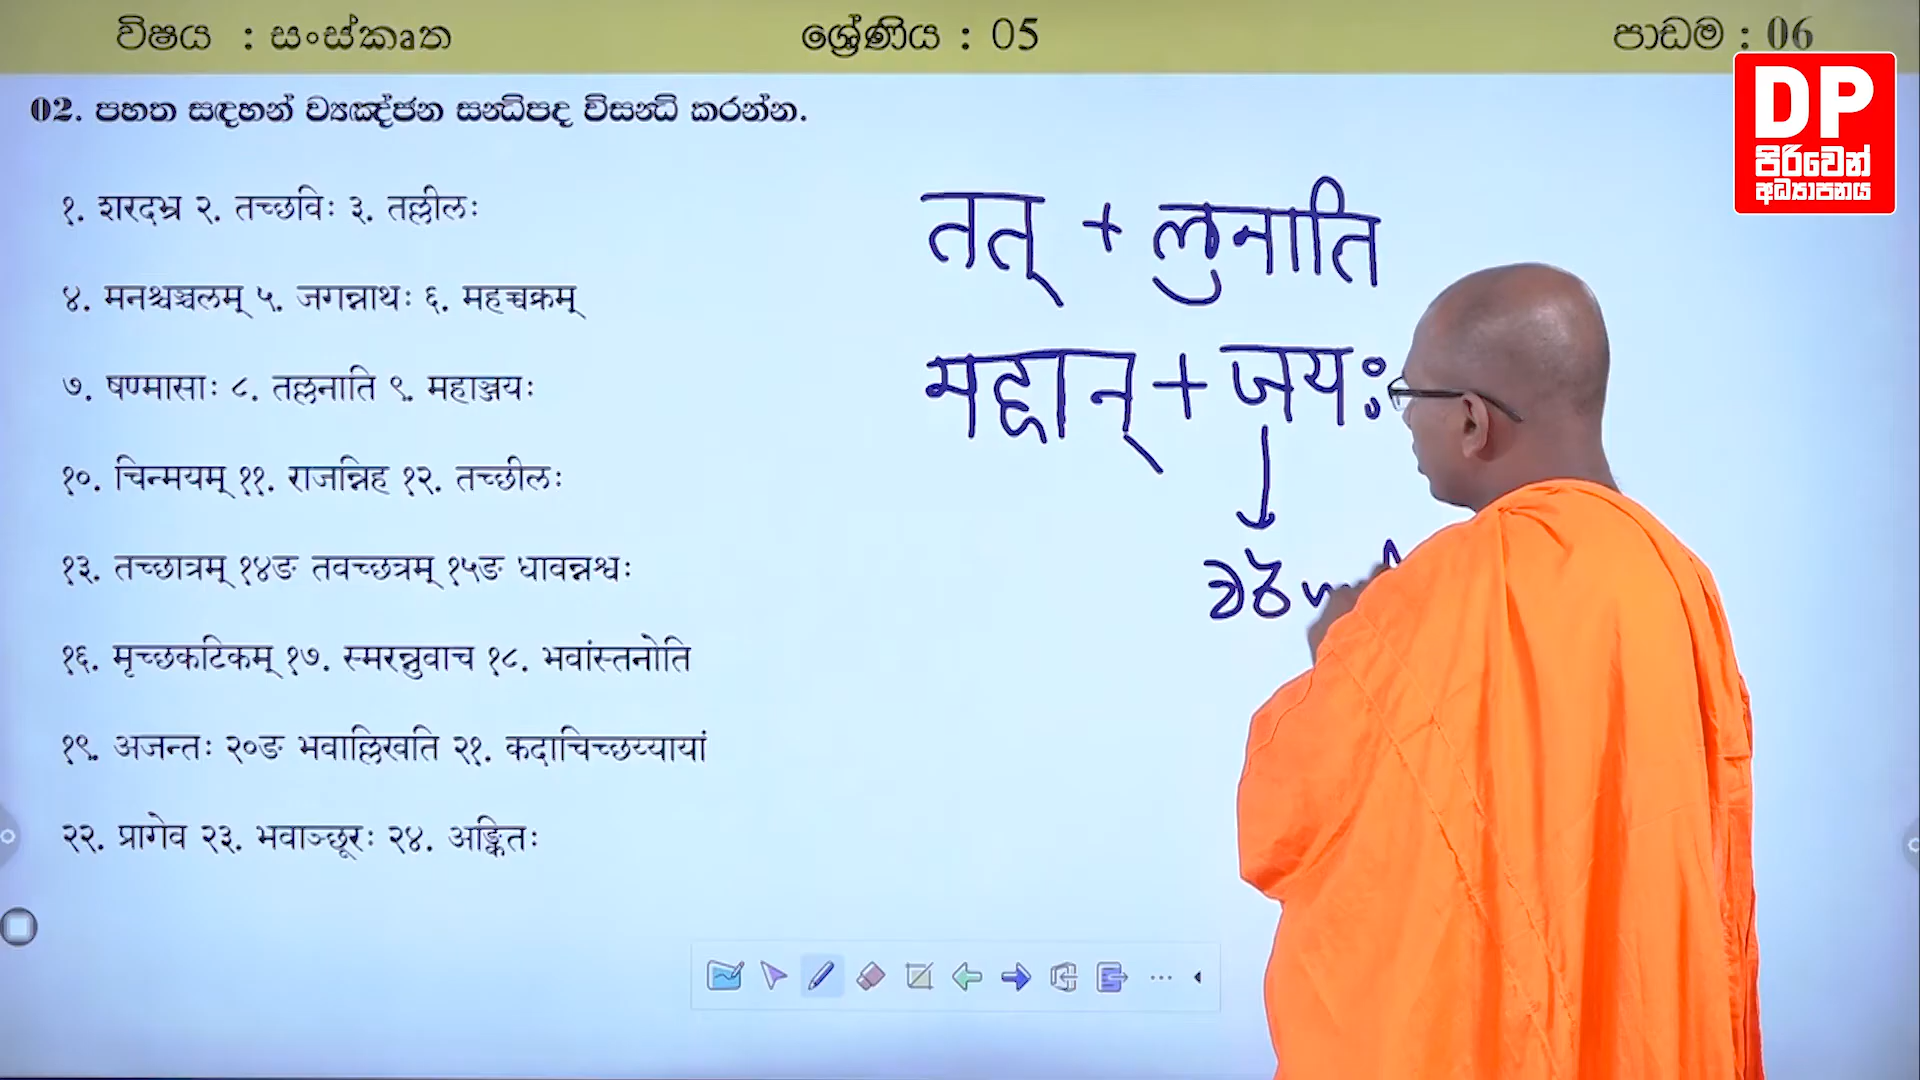 විෂය : සංස්කෘත
ශ්‍රේණිය : 05
පාඩම : 06
DP
පිරිවෙන්
අධ්‍යාපනය
02. පහත සඳහන් ව්‍යඤ්ජන සන්ධිපද විසන්ධි කරන්න.
१. शरदभ्र २. तच्छविः ३. तल्लीलः
४. मनश्चञ्चलम् ५. जगन्नाथः ६. महच्चक्रम्
७. षण्मासाः ८. तल्लनाति ९. महाञ्जयः
१०. चिन्मयम् ११. राजन्निह १२. तच्छीलः
१३. तच्छात्रम् १४ङ तवच्छत्रम् १५ङ धावन्नश्वः
१६. मृच्छकटिकम् १७. स्मरन्नुवाच १८. भवांस्तनोति
१९. अजन्तः २०ङ भवाल्लिखति २१. कदाचिच्छय्यायां
२२. प्रागेव २३. भवाञ्छूरः २४. अङ्कितः
तत् + लुनाति
महान् + जयः